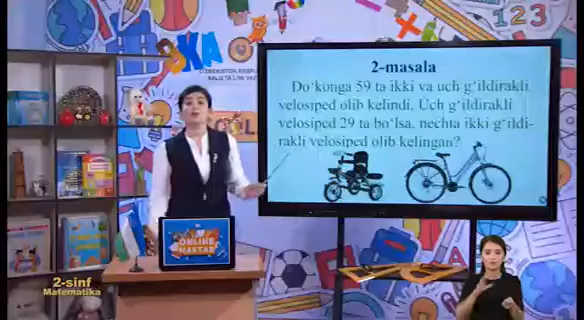 2-masala
Do‘konga 59 ta ikki va uch g‘ildirakli
velosiped olib kelindi. Uch g‘ildirakli
velosiped 29 ta bo‘lsa, nechta ikki g‘ildi-
rakli velosiped olib kelingan?
ONLINE
MAKTAB
2-sinf
Matematika
123